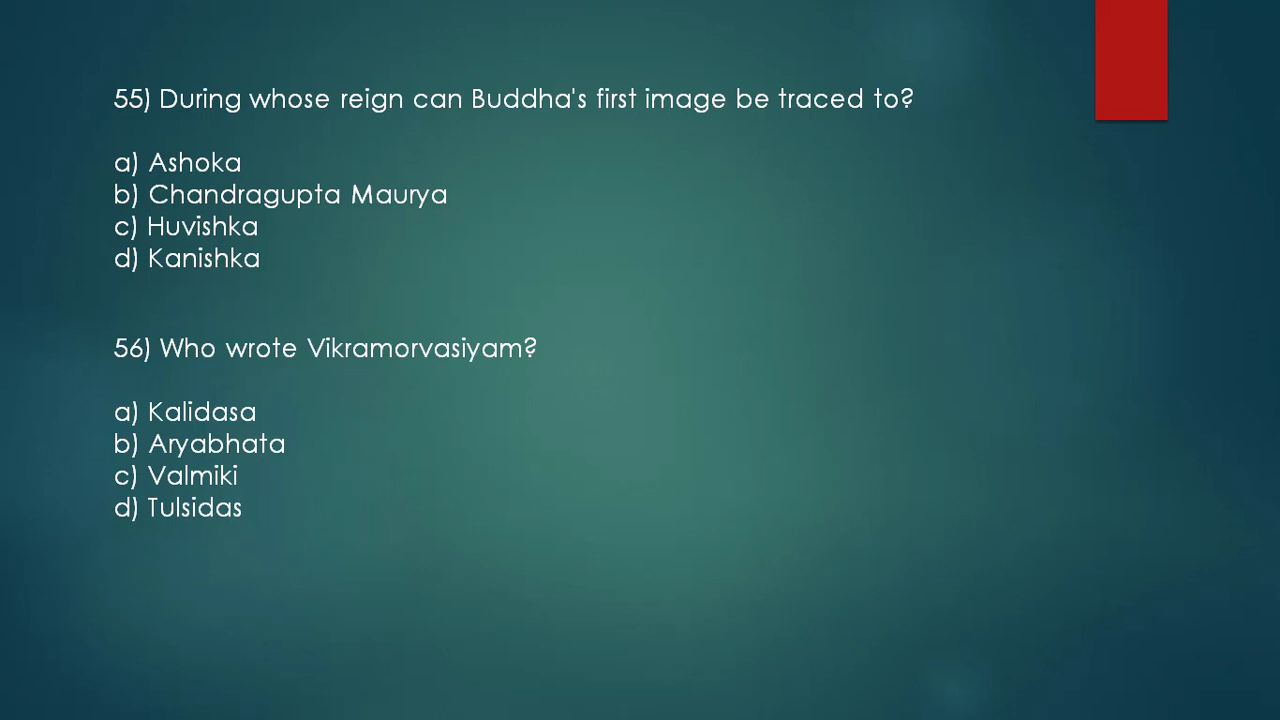 55) During whose reign can Buddha's first image be traced to?
a) Ashoka
b) Chandragupta Maurya
c) Huvishka
d) Kanishka
56) Who wrote Vikramorvasiyam?
a) Kalidasa
b) Aryabhata
c) Valmiki
d) Tulsidas